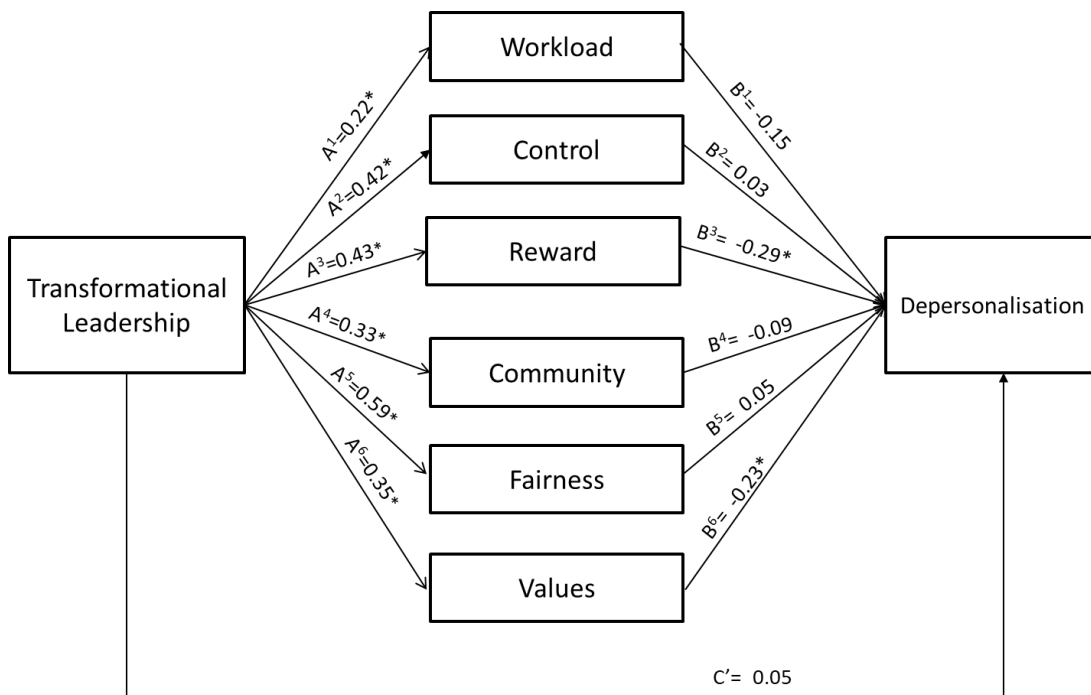 Workload
Control
Reward
Community
Fairness
Values
Transformational
Leadership
Depersonalisation
A¹=0.22*
A²=0.42*
A³=0.43*
A⁴=0.33*
A⁵=0.59*
A⁶=0.35*
B¹= -0.15
B²= 0.03
B³= -0.29*
B⁴= -0.09
B⁵= 0.05
B⁶= -0.23*
C’= 0.05